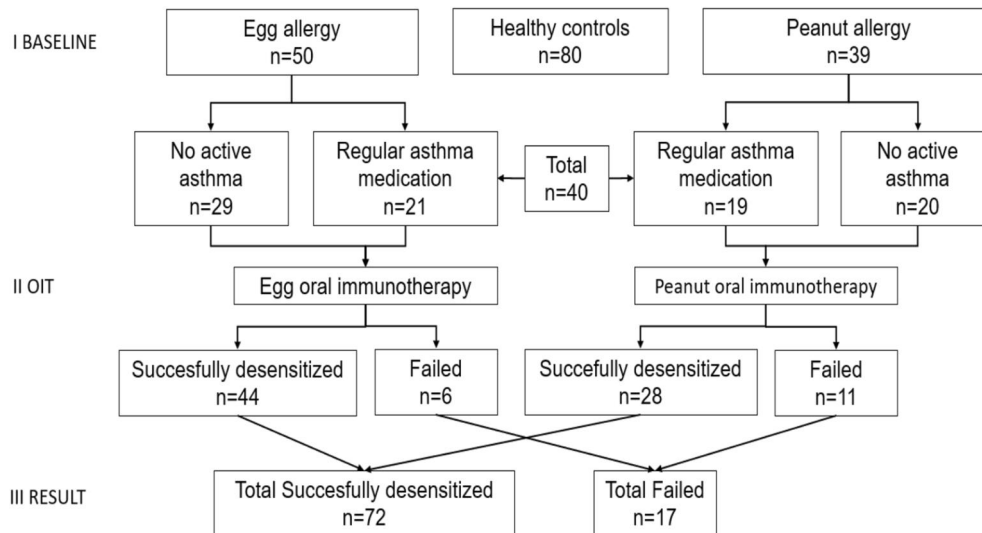 I BASELINE
Egg allergy
n=50
Healthy controls
n=80
Peanut allergy
n=39
No active
asthma
n=29
Regular asthma
medication
n=21
Total
n=40
Regular asthma
medication
n=19
No active
asthma
n=20
II OIT
Egg oral immunotherapy
Peanut oral immunotherapy
Succesfully desensitized
n=44
Failed
n=6
Succefully desensitized
n=28
Failed
n=11
III RESULT
Total Succesfully desensitized
n=72
Total Failed
n=17